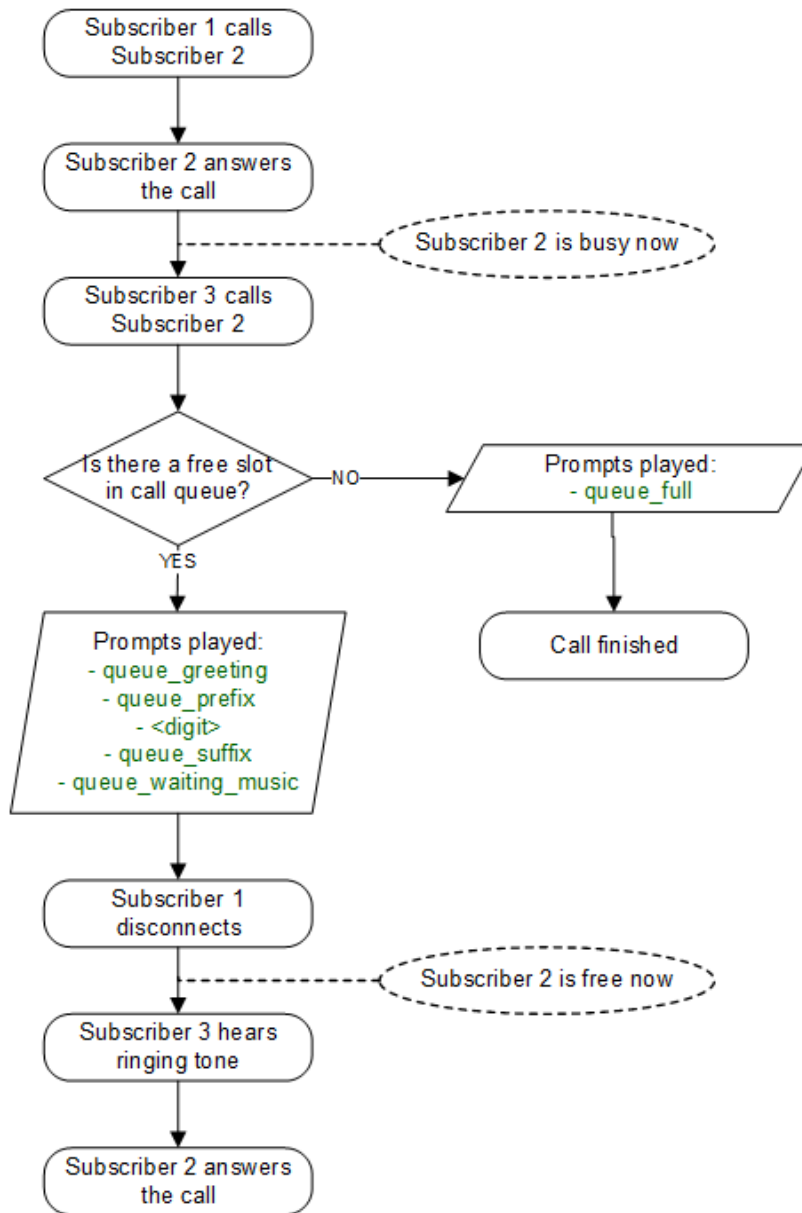 Subscriber 1 calls
Subscriber 2
Subscriber 2 answers
the call
Subscriber 2 is busy now
Subscriber 3 calls
Subscriber 2
Is there a free slot
in call queue?
NO
Prompts played:
- queue_full
YES
Call finished
Prompts played:
- queue_greeting
- queue_prefix
- <digit>
- queue_suffix
- queue_waiting_music
Subscriber 1
disconnects
Subscriber 2 is free now
Subscriber 3 hears
ringing tone
Subscriber 2 answers
the call